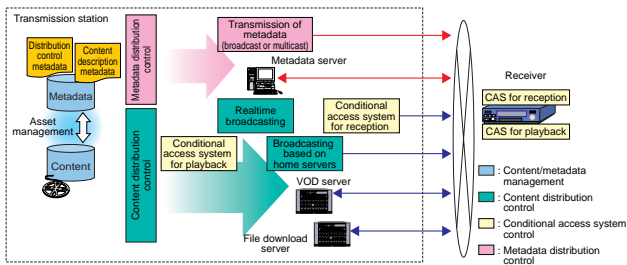 Transmission station
Distribution
control
metadata
Content
description
metadata
Metadata
Asset
management
Content
Metadata distribution
control
Content distribution
control
Transmission of
metadata
(broadcast or multicast)
Metadata server
Realtime
broadcasting
Conditional
access system
for reception
Conditional
access system
for playback
Broadcasting
based on
home servers
VOD server
File download
server
Receiver
CAS for reception
CAS for playback
: Content/metadata
management
: Content distribution
control
: Conditional access system
control
: Metadata distribution
control